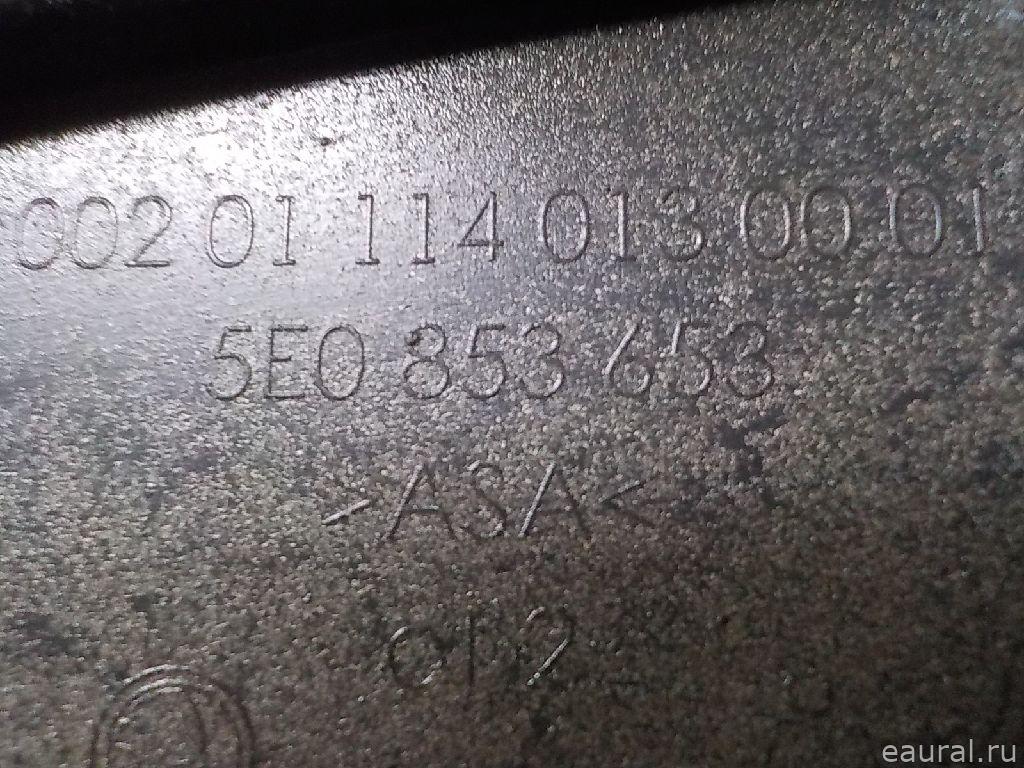 002 01 114 013 00 01
5E0 853 653
>ASA<
eaural.ru